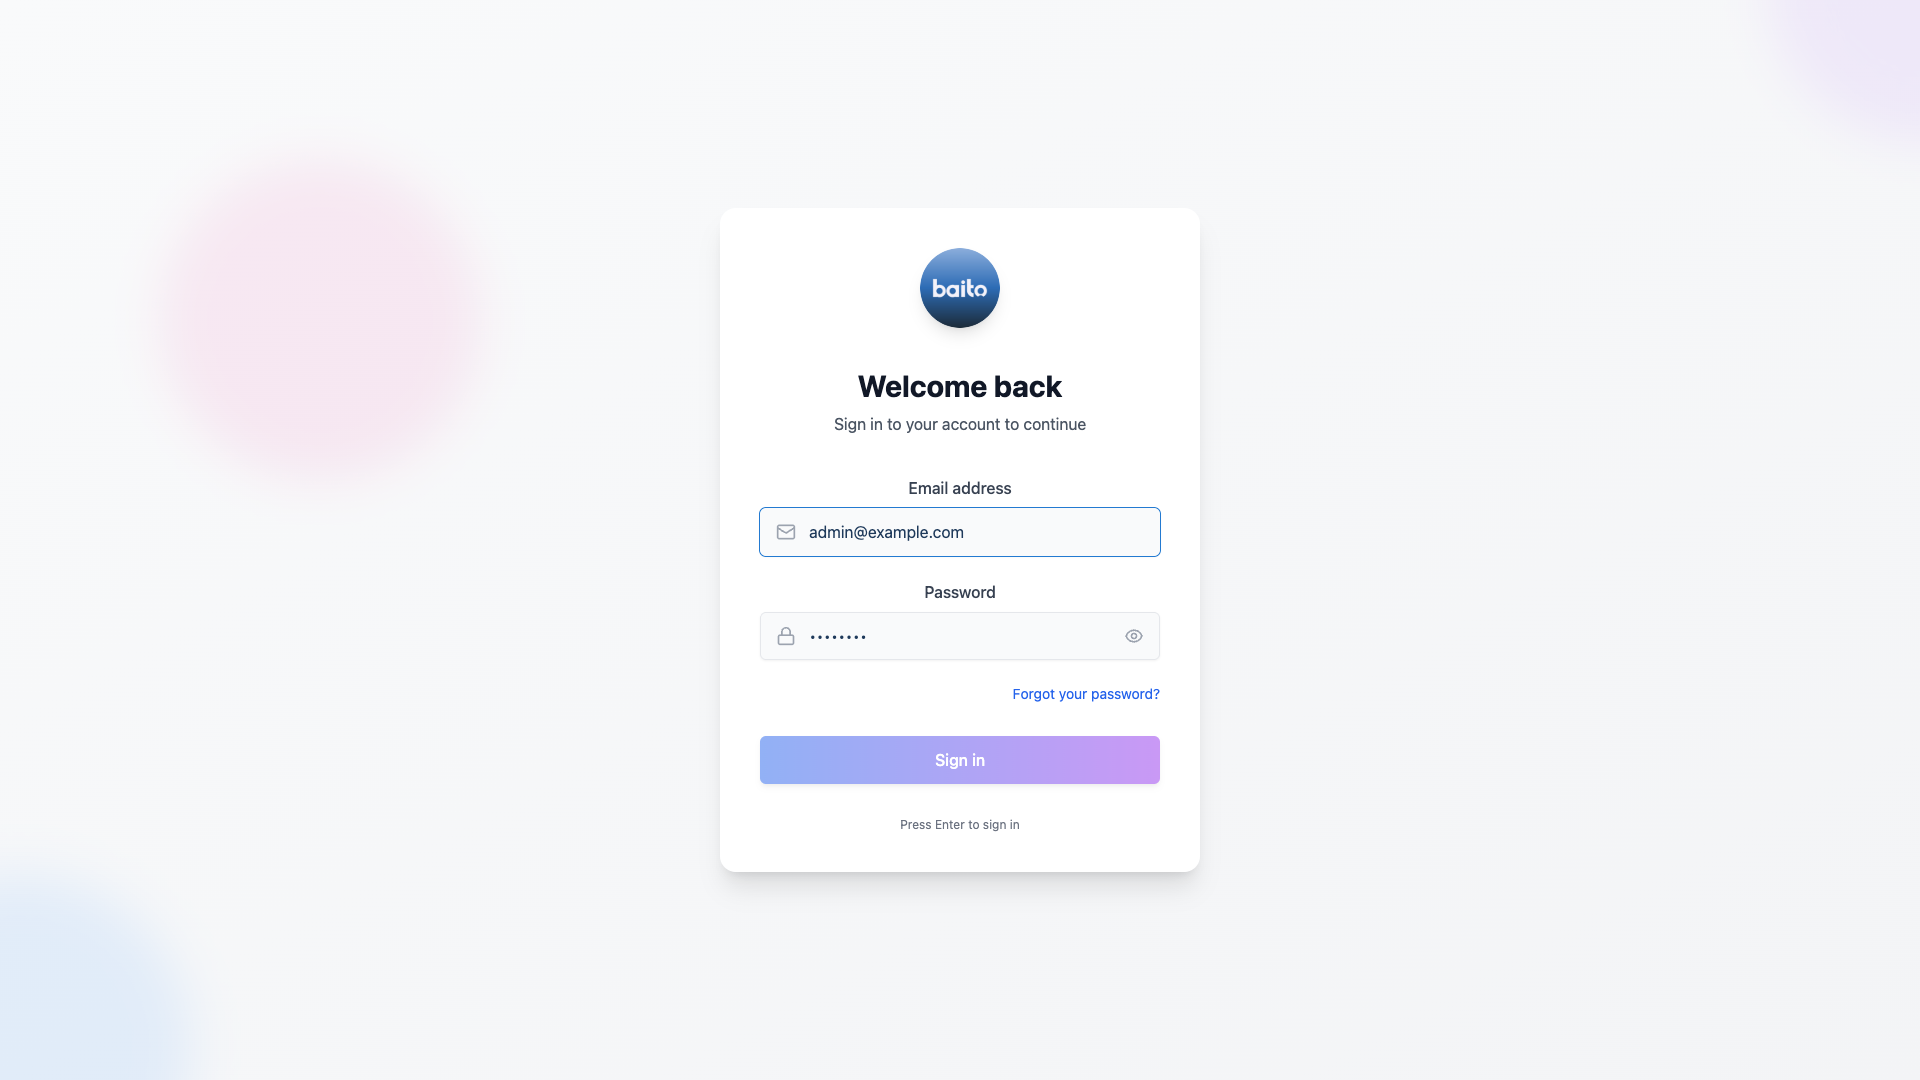 baito
Welcome back
Sign in to your account to continue
Email address
admin@example.com
Password
••••••••
Forgot your password?
Sign in
Press Enter to sign in